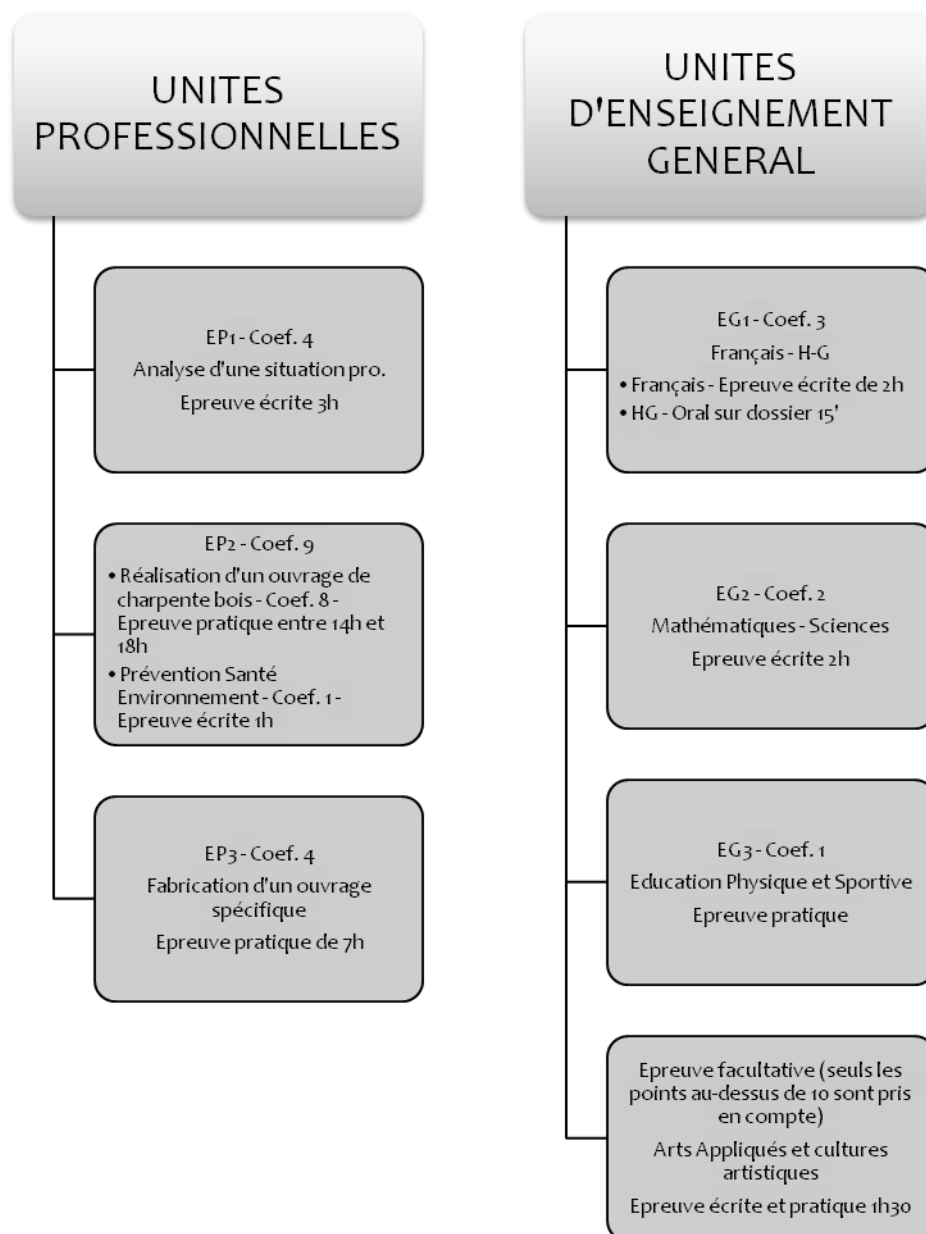 UNITES
PROFESSIONNELLES
EP1 - Coef. 4
Analyse d'une situation pro.
Epreuve écrite 3h
EP2 - Coef. 9
• Réalisation d'un ouvrage de
charpente bois - Coef. 8 -
Epreuve pratique entre 14h et
18h
• Prévention Santé
Environnement - Coef. 1 -
Epreuve écrite 1h
EP3 - Coef. 4
Fabrication d'un ouvrage
spécifique
Epreuve pratique de 7h
UNITES
D'ENSEIGNEMENT
GENERAL
EG1 - Coef. 3
Français - H-G
• Français - Epreuve écrite de 2h
• HG - Oral sur dossier 15'
EG2 - Coef. 2
Mathématiques - Sciences
Epreuve écrite 2h
EG3 - Coef. 1
Education Physique et Sportive
Epreuve pratique
Epreuve facultative (seuls les
points au-dessus de 10 sont pris
en compte)
Arts Appliqués et cultures
artistiques
Epreuve écrite et pratique 1h30